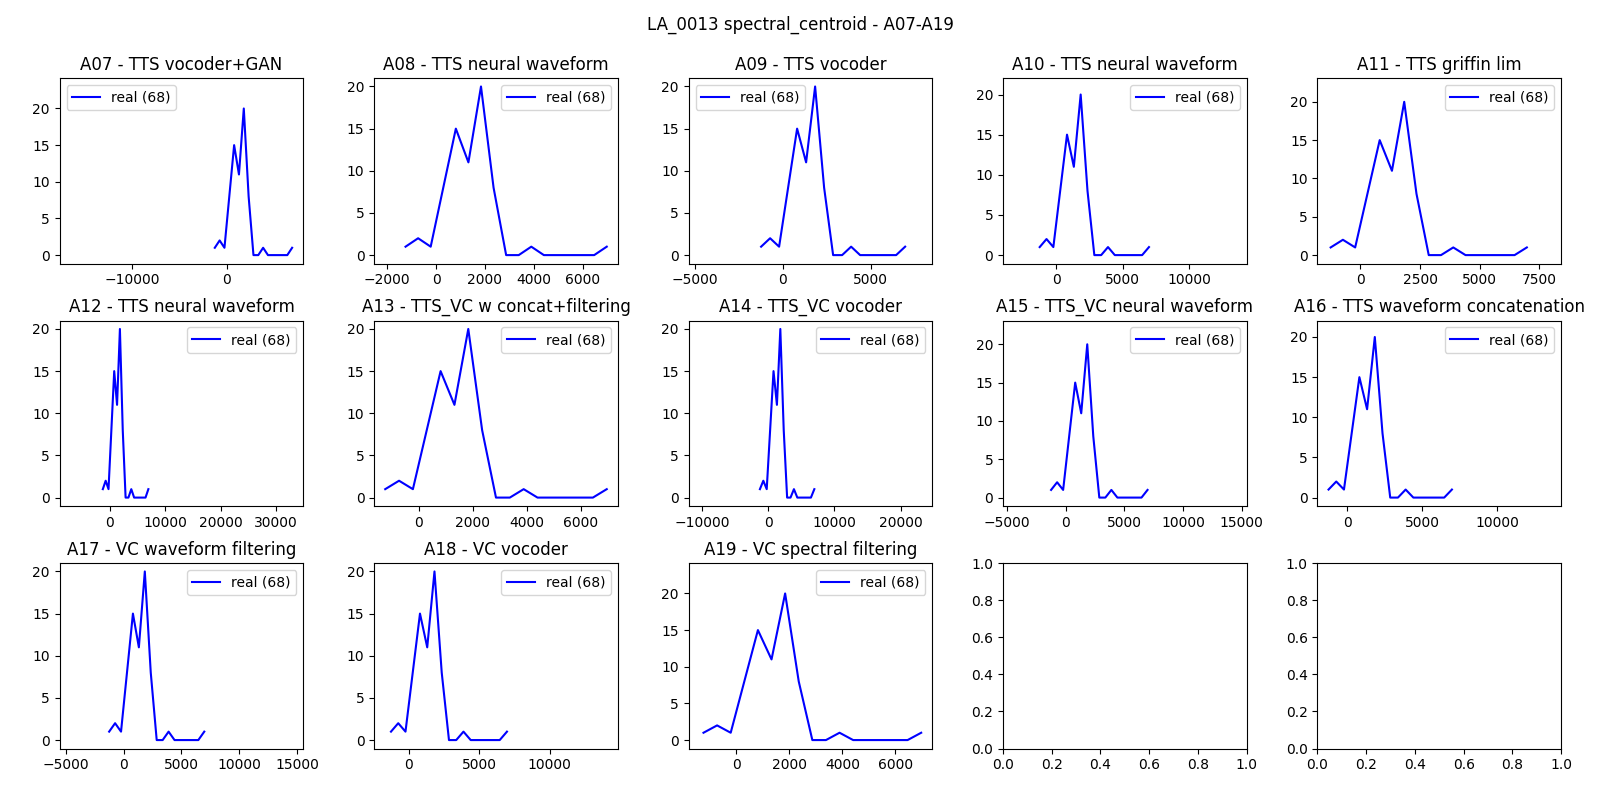 LA_0013 spectral_centroid - A07-A19
A07 - TTS vocoder+GAN
real (68)
20
15
10
5
0
−10000 0
A08 - TTS neural waveform
real (68)
20
15
10
5
0
−2000 0 2000 4000 6000
A09 - TTS vocoder
real (68)
20
15
10
5
0
−5000 0 5000
A10 - TTS neural waveform
real (68)
20
15
10
5
0
0 5000 10000
A11 - TTS griffin lim
real (68)
20
15
10
5
0
0 2500 5000 7500
A12 - TTS neural waveform
real (68)
20
15
10
5
0
0 10000 20000 30000
A13 - TTS_VC w concat+filtering
real (68)
20
15
10
5
0
0 2000 4000 6000
A14 - TTS_VC vocoder
real (68)
20
15
10
5
0
−10000 0 10000 20000
A15 - TTS_VC neural waveform
real (68)
20
15
10
5
0
−5000 0 5000 10000 15000
A16 - TTS waveform concatenation
real (68)
20
15
10
5
0
0 5000 10000
A17 - VC waveform filtering
real (68)
20
15
10
5
0
−5000 0 5000 10000 15000
A18 - VC vocoder
real (68)
20
15
10
5
0
0 5000 10000
A19 - VC spectral filtering
real (68)
20
15
10
5
0
0 2000 4000 6000
1.0
0.8
0.6
0.4
0.2
0.0
0.0 0.2 0.4 0.6 0.8 1.0
1.0
0.8
0.6
0.4
0.2
0.0
0.0 0.2 0.4 0.6 0.8 1.0